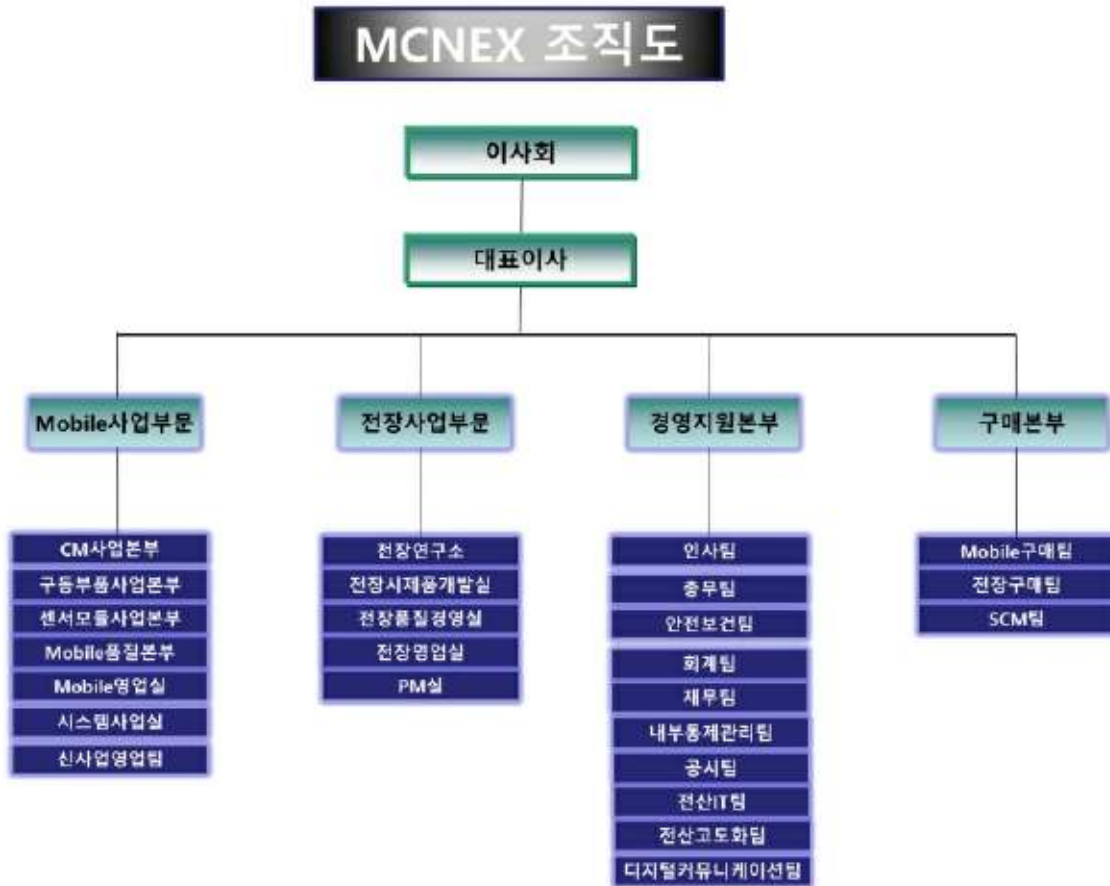 MCNEX 조직도
이사회
대표이사
Mobile사업부문
전장사업부문
경영지원본부
구매본부
CM사업본부
구동부품사업본부
센서모듈사업본부
Mobile품질본부
Mobile영업실
시스템사업실
신사업영업팀
전장연구소
전장시제품개발실
전장품질경영실
전장영업실
PM실
인사팀
총무팀
안전보건팀
회계팀
재무팀
내부통제관리팀
공시팀
전산IT팀
전산고도화팀
디지털커뮤니케이션팀
Mobile구매팀
전장구매팀
SCM팀